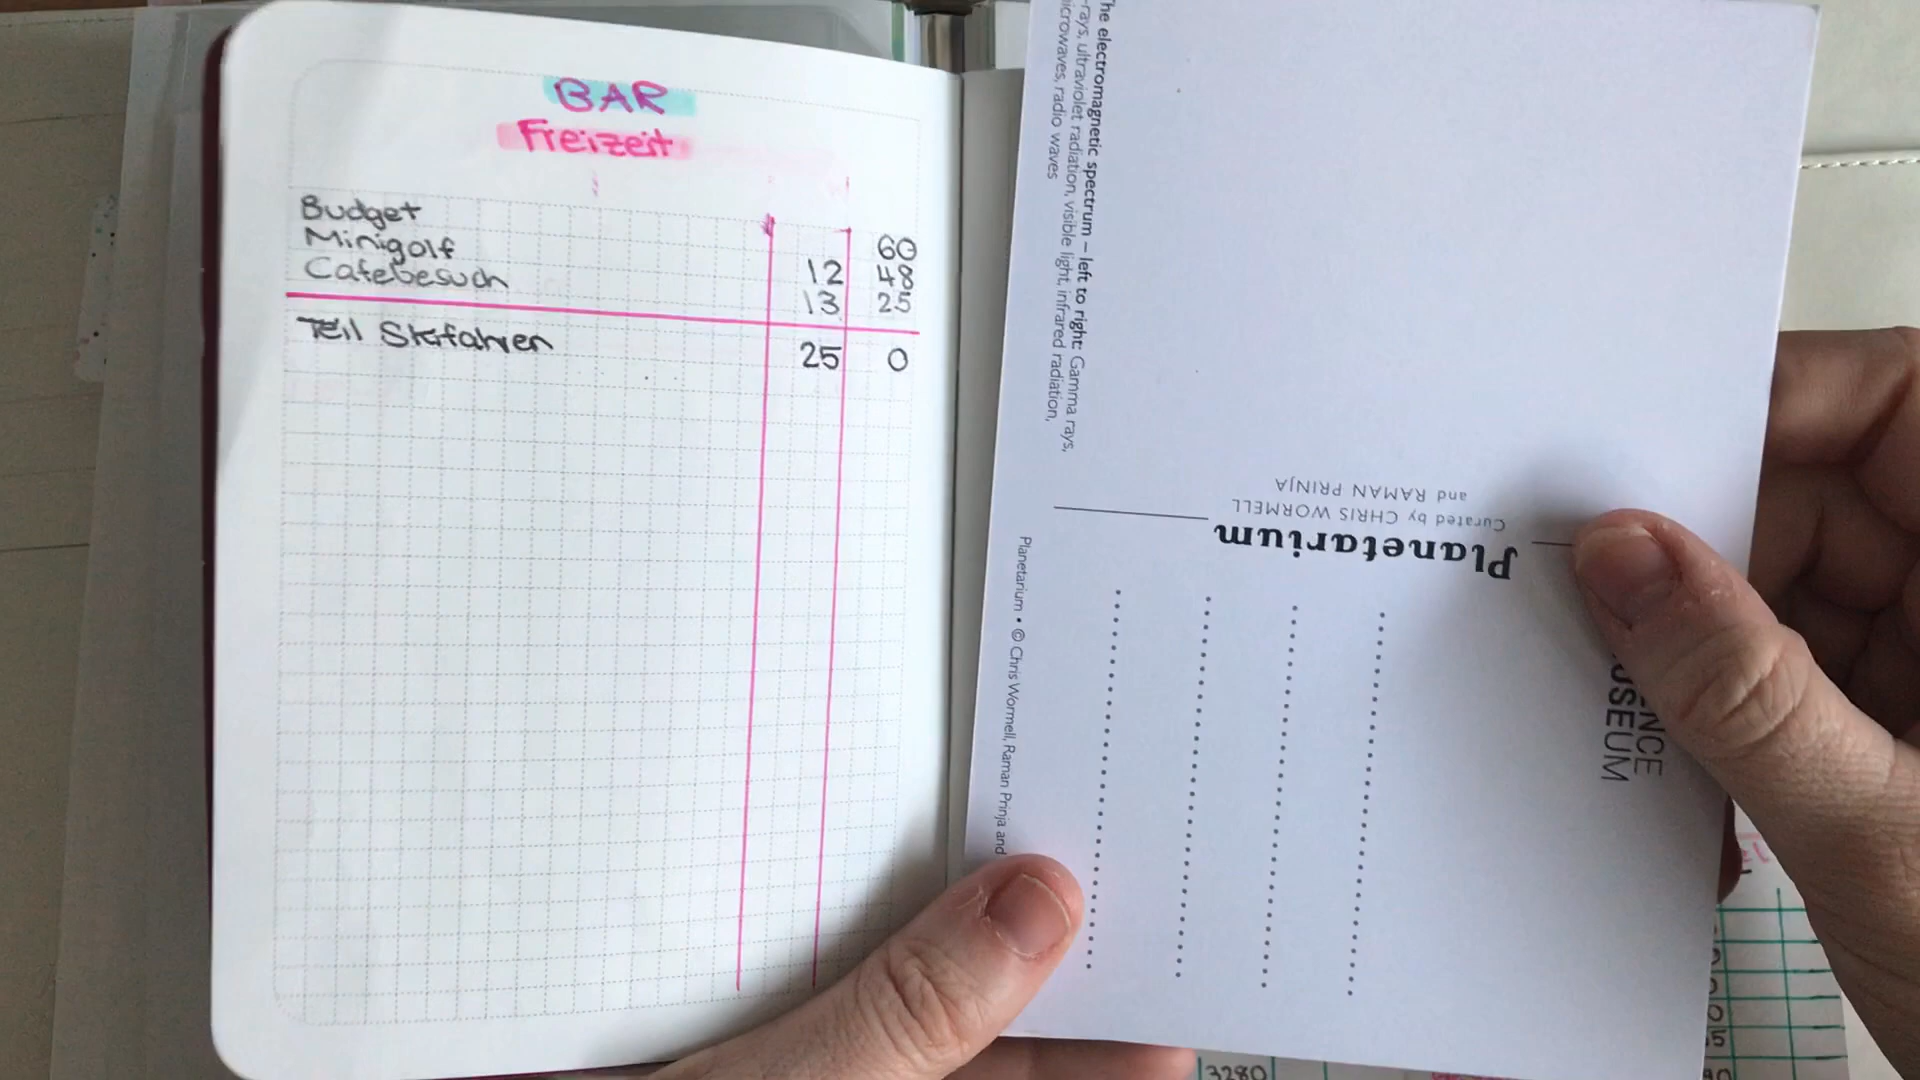 BAR
Freizeit
Budget 60
Minigolf 12 48
Cafebesuch 13 25
Teil Skifahren 25 0
The electromagnetic spectrum – left to right: Gamma rays,
-rays, ultraviolet radiation, visible light, infrared radiation,
microwaves, radio waves
Planetarium
Curated by CHRIS WORMELL
and RAMAN PRINJA
Planetarium • © Chris Wormell, Raman Prinja and
ENCE
USEUM
3280